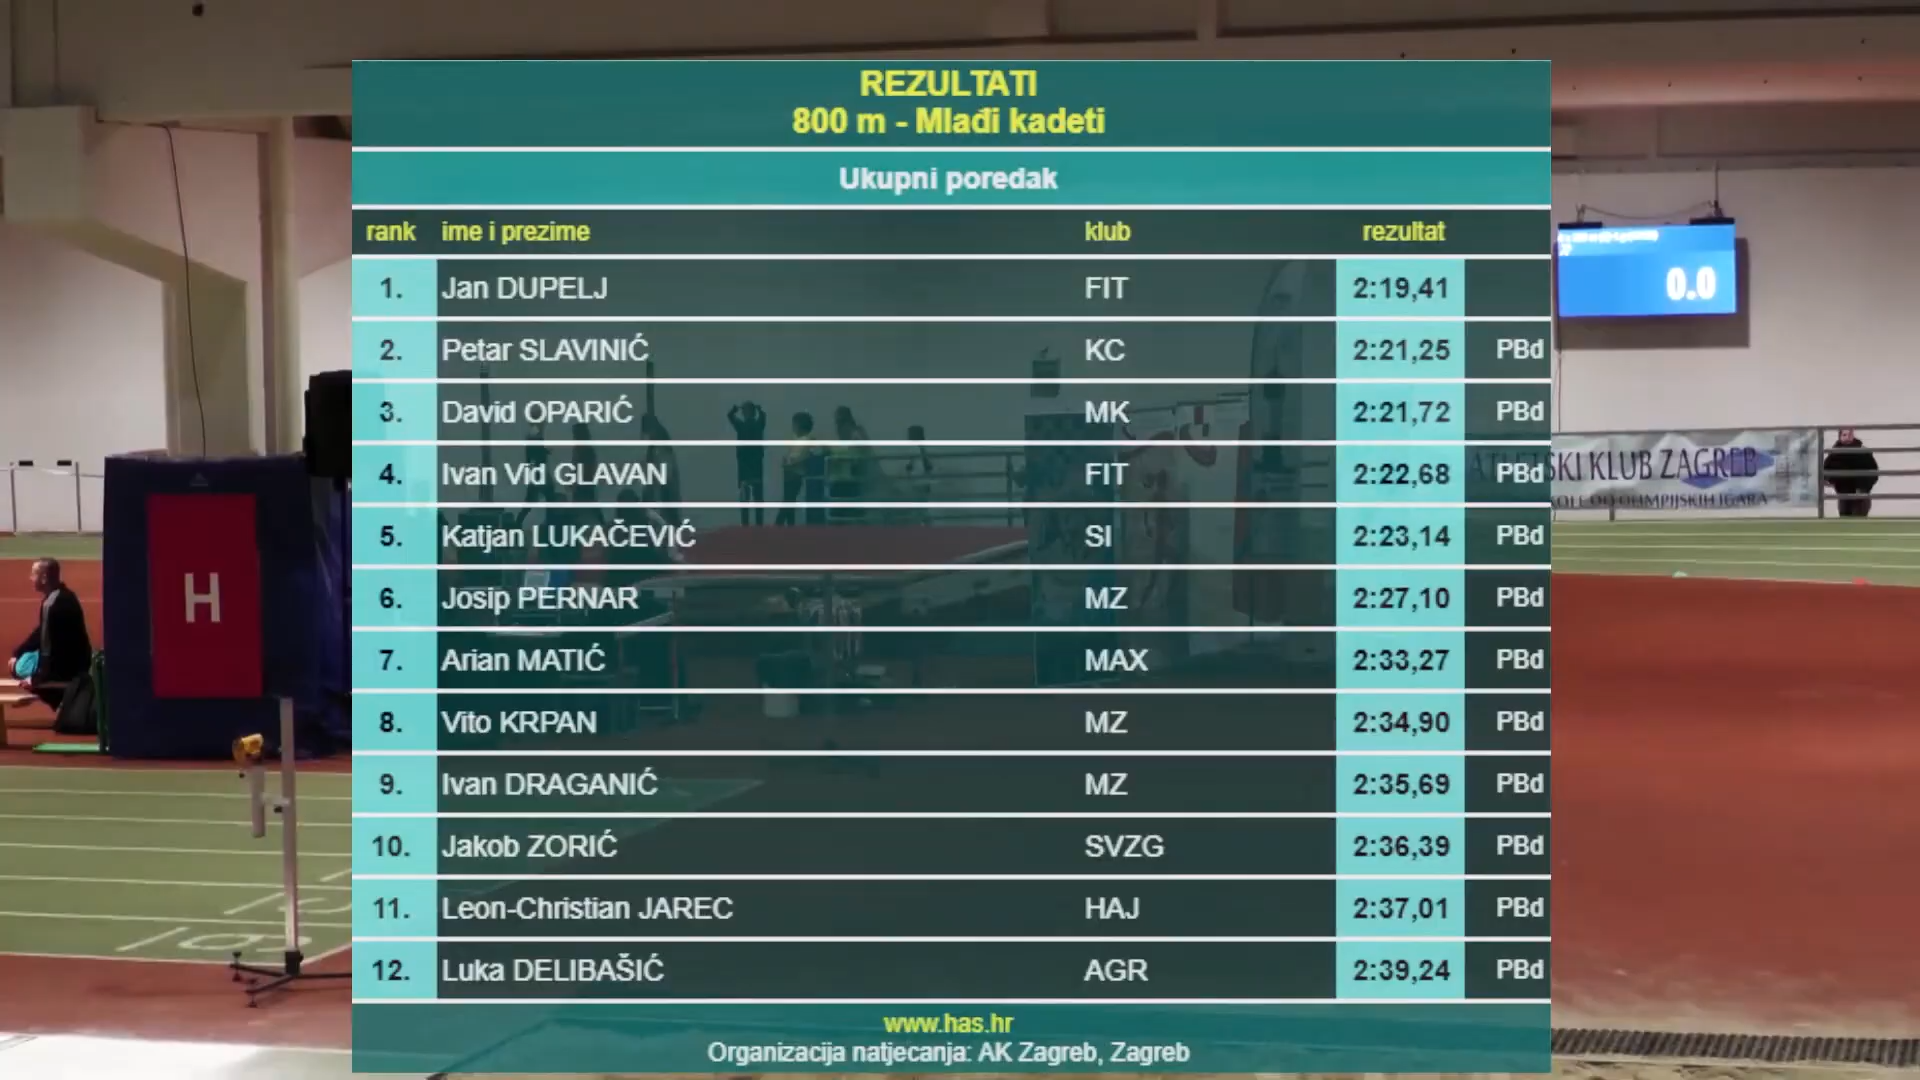 REZULTATI
800 m - Mlađi kadeti
Ukupni poredak
rank ime i prezime klub rezultat
1. Jan DUPELJ FIT 2:19,41
2. Petar SLAVINIĆ KC 2:21,25 PBd
3. David OPARIĆ MK 2:21,72 PBd
4. Ivan Vid GLAVAN FIT 2:22,68 PBd
5. Katjan LUKAČEVIĆ SI 2:23,14 PBd
6. Josip PERNAR MZ 2:27,10 PBd
7. Arian MATIĆ MAX 2:33,27 PBd
8. Vito KRPAN MZ 2:34,90 PBd
9. Ivan DRAGANIĆ MZ 2:35,69 PBd
10. Jakob ZORIĆ SVZG 2:36,39 PBd
11. Leon-Christian JAREC HAJ 2:37,01 PBd
12. Luka DELIBAŠIĆ AGR 2:39,24 PBd
www.has.hr
Organizacija natjecanja: AK Zagreb, Zagreb
0.0
ATLETSKI KLUB ZAGREB
OLIMPIJSKIH IGARA
H
6